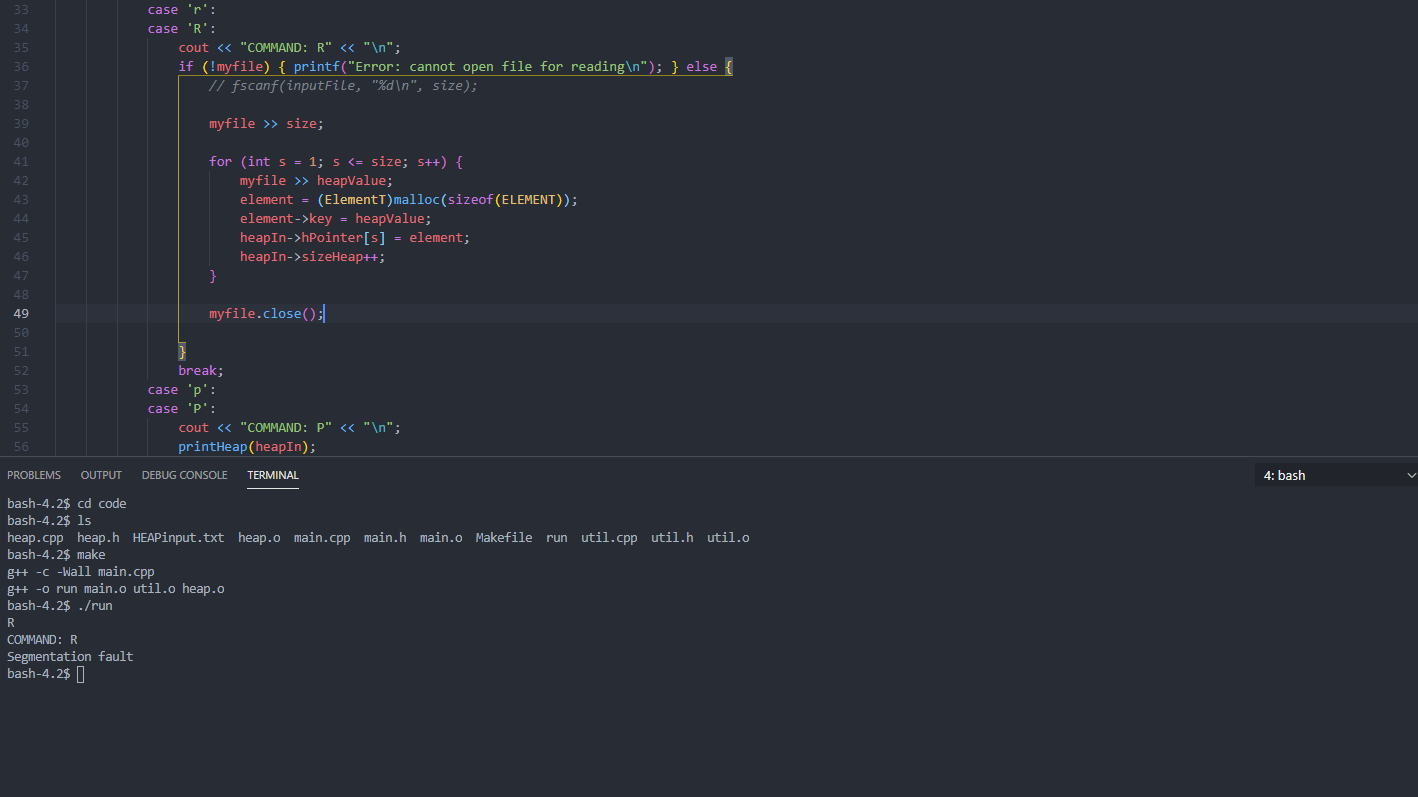 33 case 'r':
34 case 'R':
35 cout << "COMMAND: R" << "\n";
36 if (!myfile) { printf("Error: cannot open file for reading\n"); } else {
37 // fscanf(inputFile, "%d\n", size);
38
39 myfile >> size;
40
41 for (int s = 1; s <= size; s++) {
42 myfile >> heapValue;
43 element = (ElementT)malloc(sizeof(ELEMENT));
44 element->key = heapValue;
45 heapIn->hPointer[s] = element;
46 heapIn->sizeHeap++;
47 }
48
49 myfile.close();
50
51 }
52 break;
53 case 'p':
54 case 'P':
55 cout << "COMMAND: P" << "\n";
56 printHeap(heapIn);
PROBLEMS OUTPUT DEBUG CONSOLE TERMINAL 4: bash
bash-4.2$ cd code
bash-4.2$ ls
heap.cpp heap.h HEAPinput.txt heap.o main.cpp main.h main.o Makefile run util.cpp util.h util.o
bash-4.2$ make
g++ -c -Wall main.cpp
g++ -o run main.o util.o heap.o
bash-4.2$ ./run
R
COMMAND: R
Segmentation fault
bash-4.2$